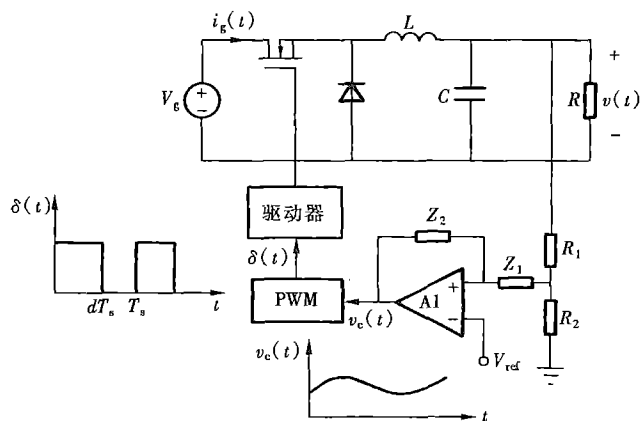 i_g(t)
L
V_g
+
−
C
R
+
v(t)
−
驱动器
δ(t)
dT_s
T_s
t
δ(t)
PWM
v_c(t)
Z_2
A1
+
−
Z_1
R_1
R_2
V_ref
v_c(t)
t